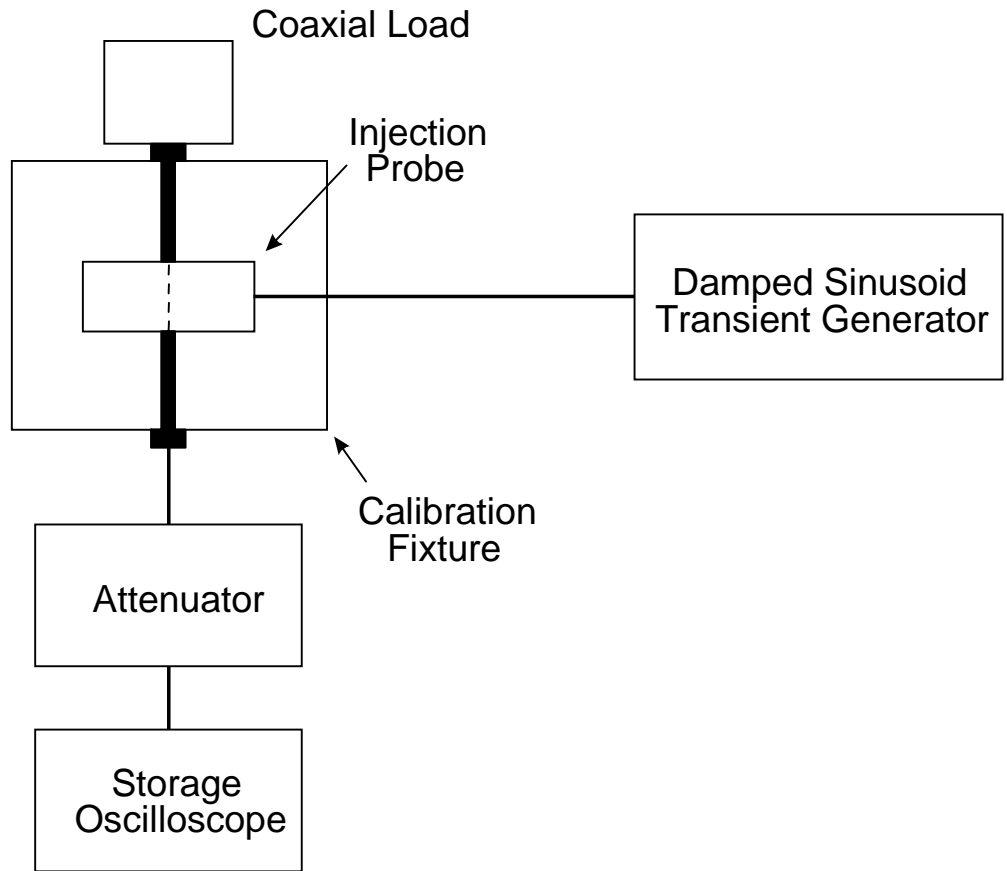 Coaxial Load
Injection
Probe
Damped Sinusoid
Transient Generator
Calibration
Fixture
Attenuator
Storage
Oscilloscope